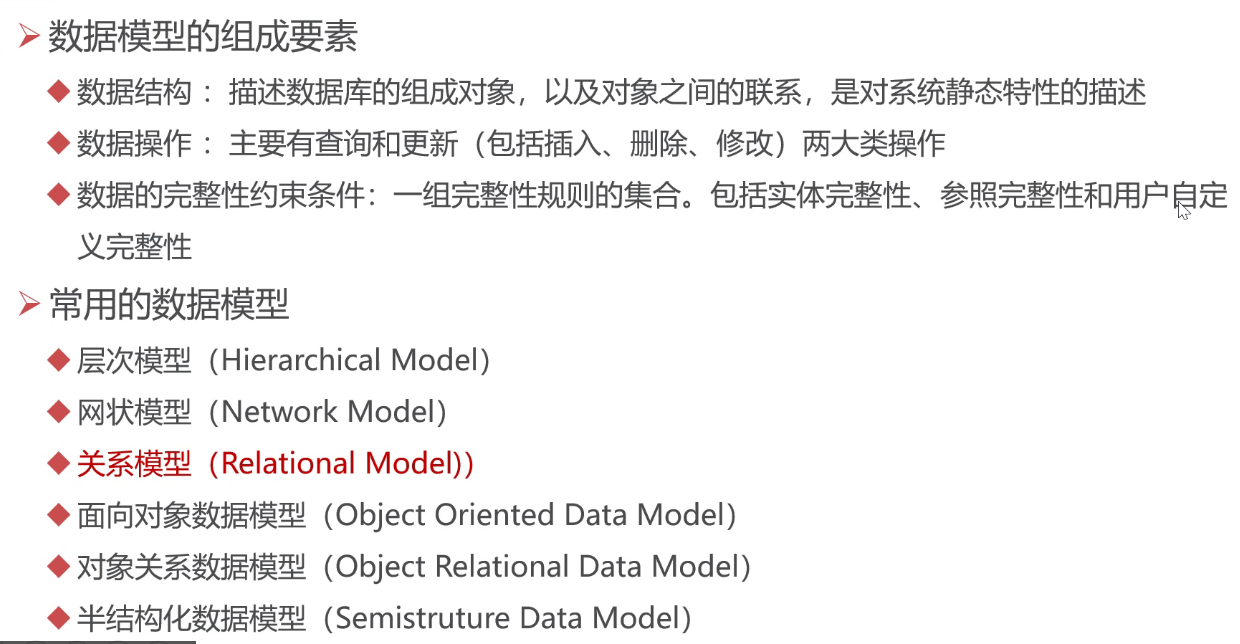 数据模型的组成要素
数据结构 ：描述数据库的组成对象，以及对象之间的联系，是对系统静态特性的描述
数据操作 ：主要有查询和更新（包括插入、删除、修改）两大类操作
数据的完整性约束条件：一组完整性规则的集合。包括实体完整性、参照完整性和用户自定
义完整性
常用的数据模型
层次模型（Hierarchical Model）
网状模型（Network Model）
关系模型（Relational Model)）
面向对象数据模型（Object Oriented Data Model）
对象关系数据模型（Object Relational Data Model）
半结构化数据模型（Semistruture Data Model）